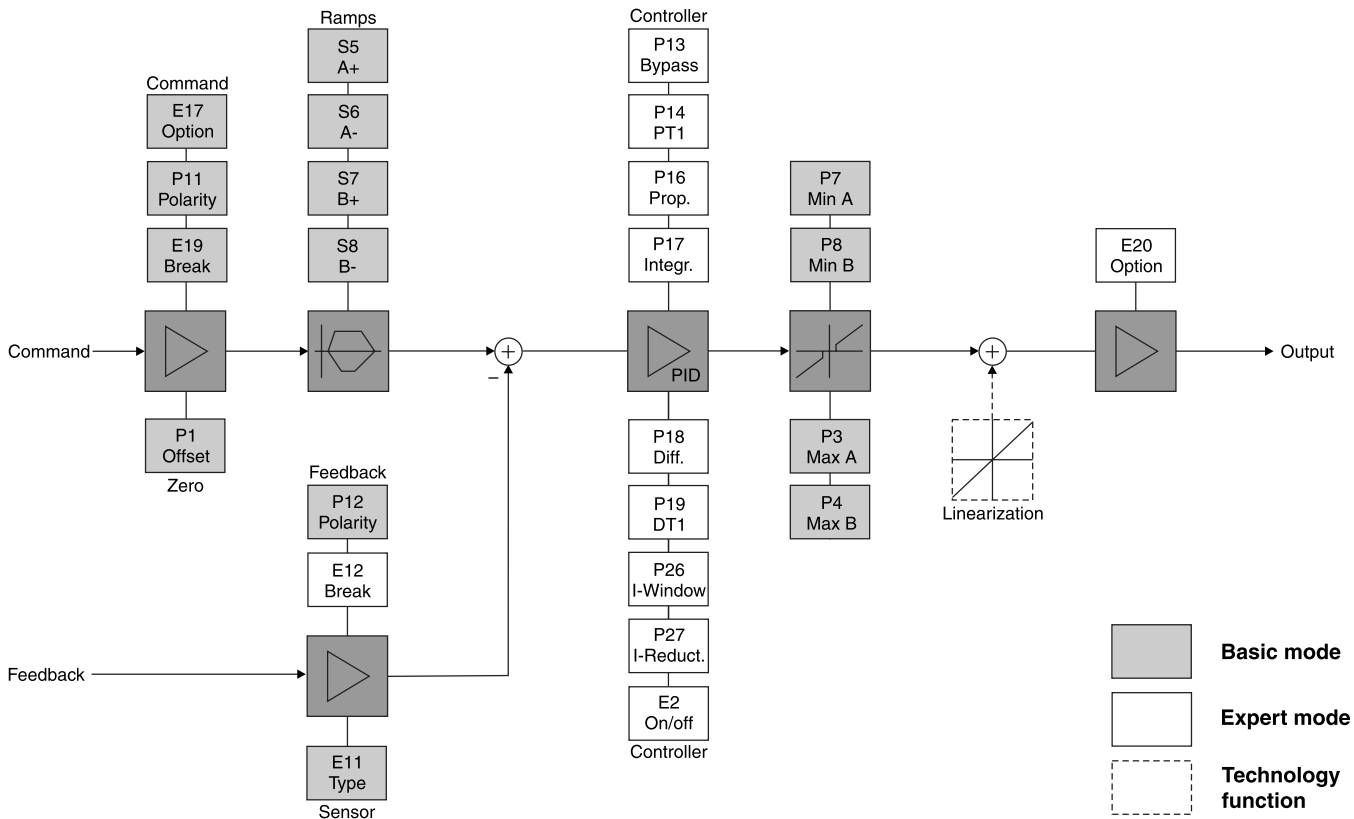 Ramps
S5
A+
S6
A-
S7
B+
S8
B-
Command
E17
Option
P11
Polarity
E19
Break
Command
P1
Offset
Zero
Controller
P13
Bypass
P14
PT1
P16
Prop.
P17
Integr.
PID
P18
Diff.
P19
DT1
P26
I-Window
P27
I-Reduct.
E2
On/off
Controller
P7
Min A
P8
Min B
P3
Max A
P4
Max B
+
–
+
Linearization
E20
Option
Output
Feedback
P12
Polarity
E12
Break
Feedback
E11
Type
Sensor
Basic mode
Expert mode
Technology
function